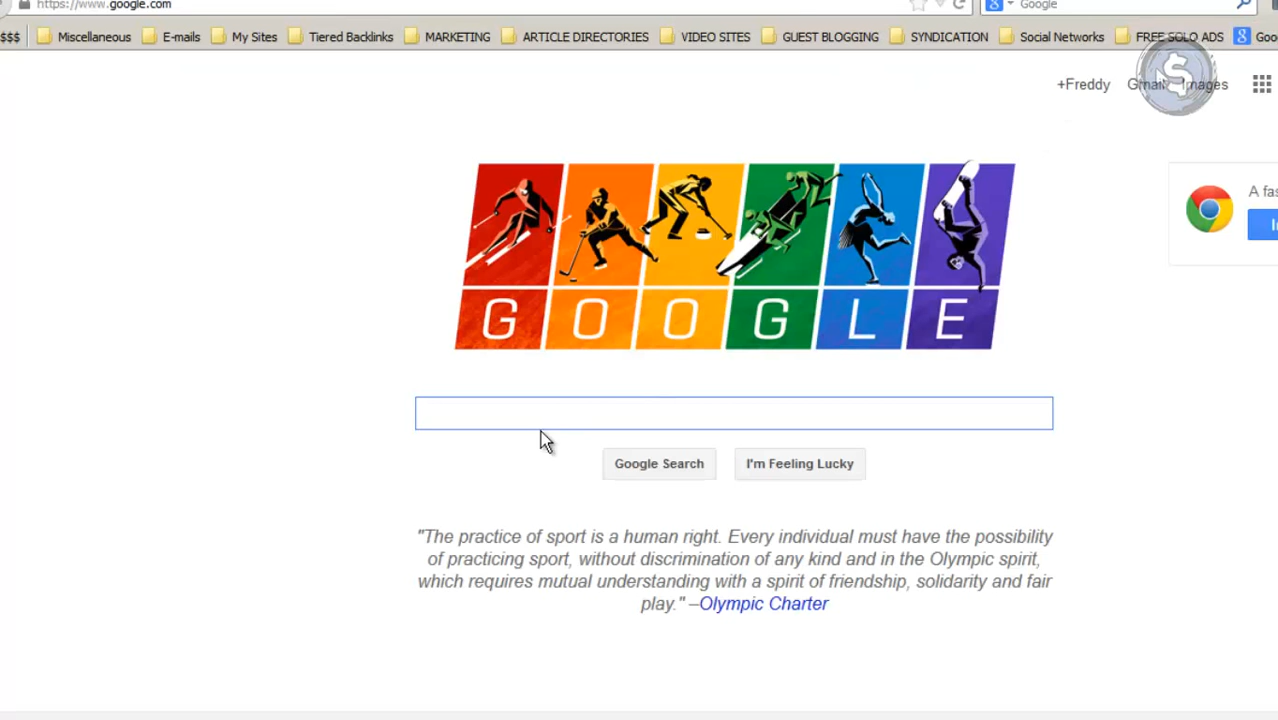 https://www.google.com
Google
$$$ Miscellaneous E-mails My Sites Tiered Backlinks MARKETING ARTICLE DIRECTORIES VIDEO SITES GUEST BLOGGING SYNDICATION Social Networks FREE SOLO ADS Goo
+Freddy Gmail Images
A fas
GOOGLE
Google Search I'm Feeling Lucky
"The practice of sport is a human right. Every individual must have the possibility
of practicing sport, without discrimination of any kind and in the Olympic spirit,
which requires mutual understanding with a spirit of friendship, solidarity and fair
play." –Olympic Charter